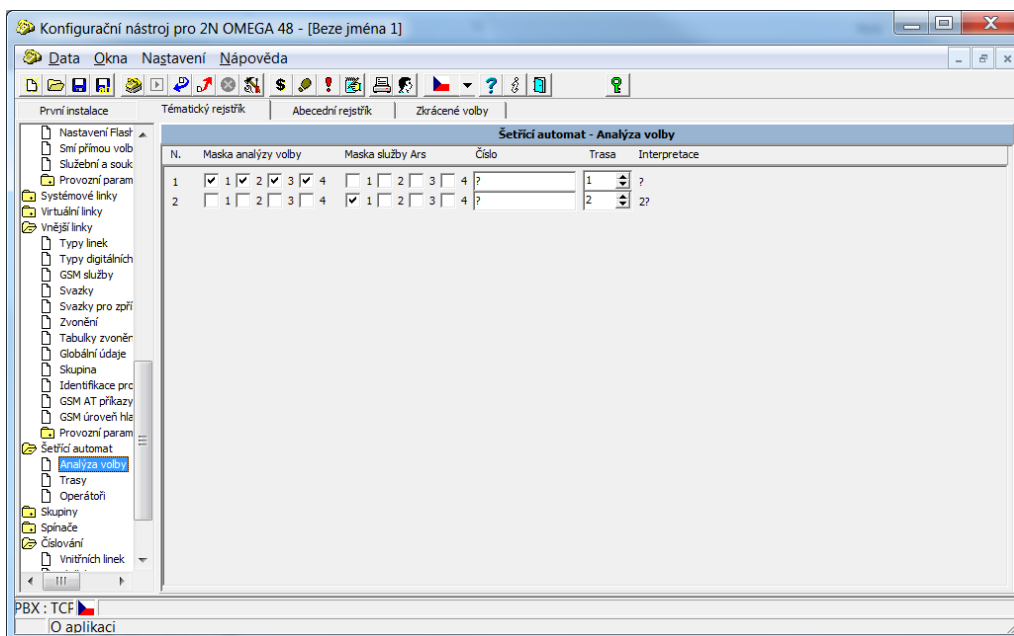 Konfigurační nástroj pro 2N OMEGA 48 - [Beze jména 1]
Data Okna Nastavení Nápověda
První instalace Tématický rejstřík Abecední rejstřík Zkrácené volby
Nastavení Flash
Smí přímou volb
Služební a souk
Provozní param
Systémové linky
Virtuální linky
Vnější linky
Typy linek
Typy digitálních
GSM služby
Svazky
Svazky pro zpří
Zvonění
Tabulky zvoněn
Globální údaje
Skupina
Identifikace pro
GSM AT příkazy
GSM úroveň hla
Provozní param
Šetřící automat
Analýza volby
Trasy
Operátoři
Skupiny
Spínače
Číslování
Vnitřních linek
Šetřící automat - Analýza volby
N. Maska analýzy volby Maska služby Ars Číslo Trasa Interpretace
1 1 2 3 4 1 2 3 4 ? 1 ?
2 1 2 3 4 1 2 3 4 ? 2 2?
PBX : TCP
O aplikaci